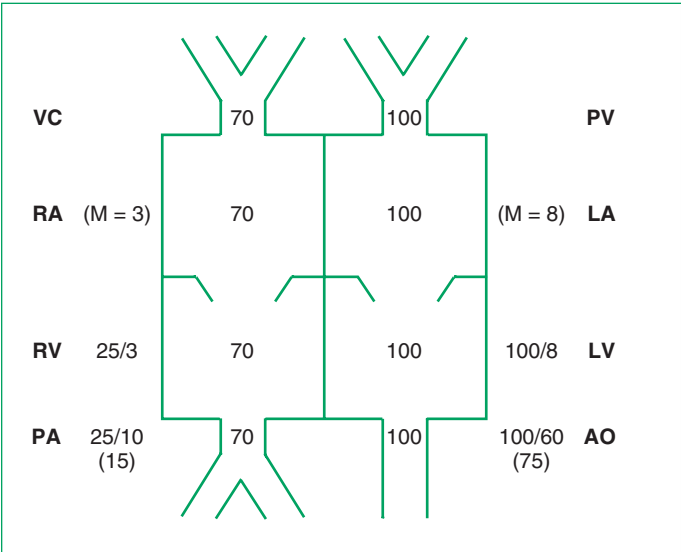 VC 70 100 PV
RA (M = 3) 70 100 (M = 8) LA
RV 25/3 70 100 100/8 LV
PA 25/10 70 100 100/60 AO
(15) (75)